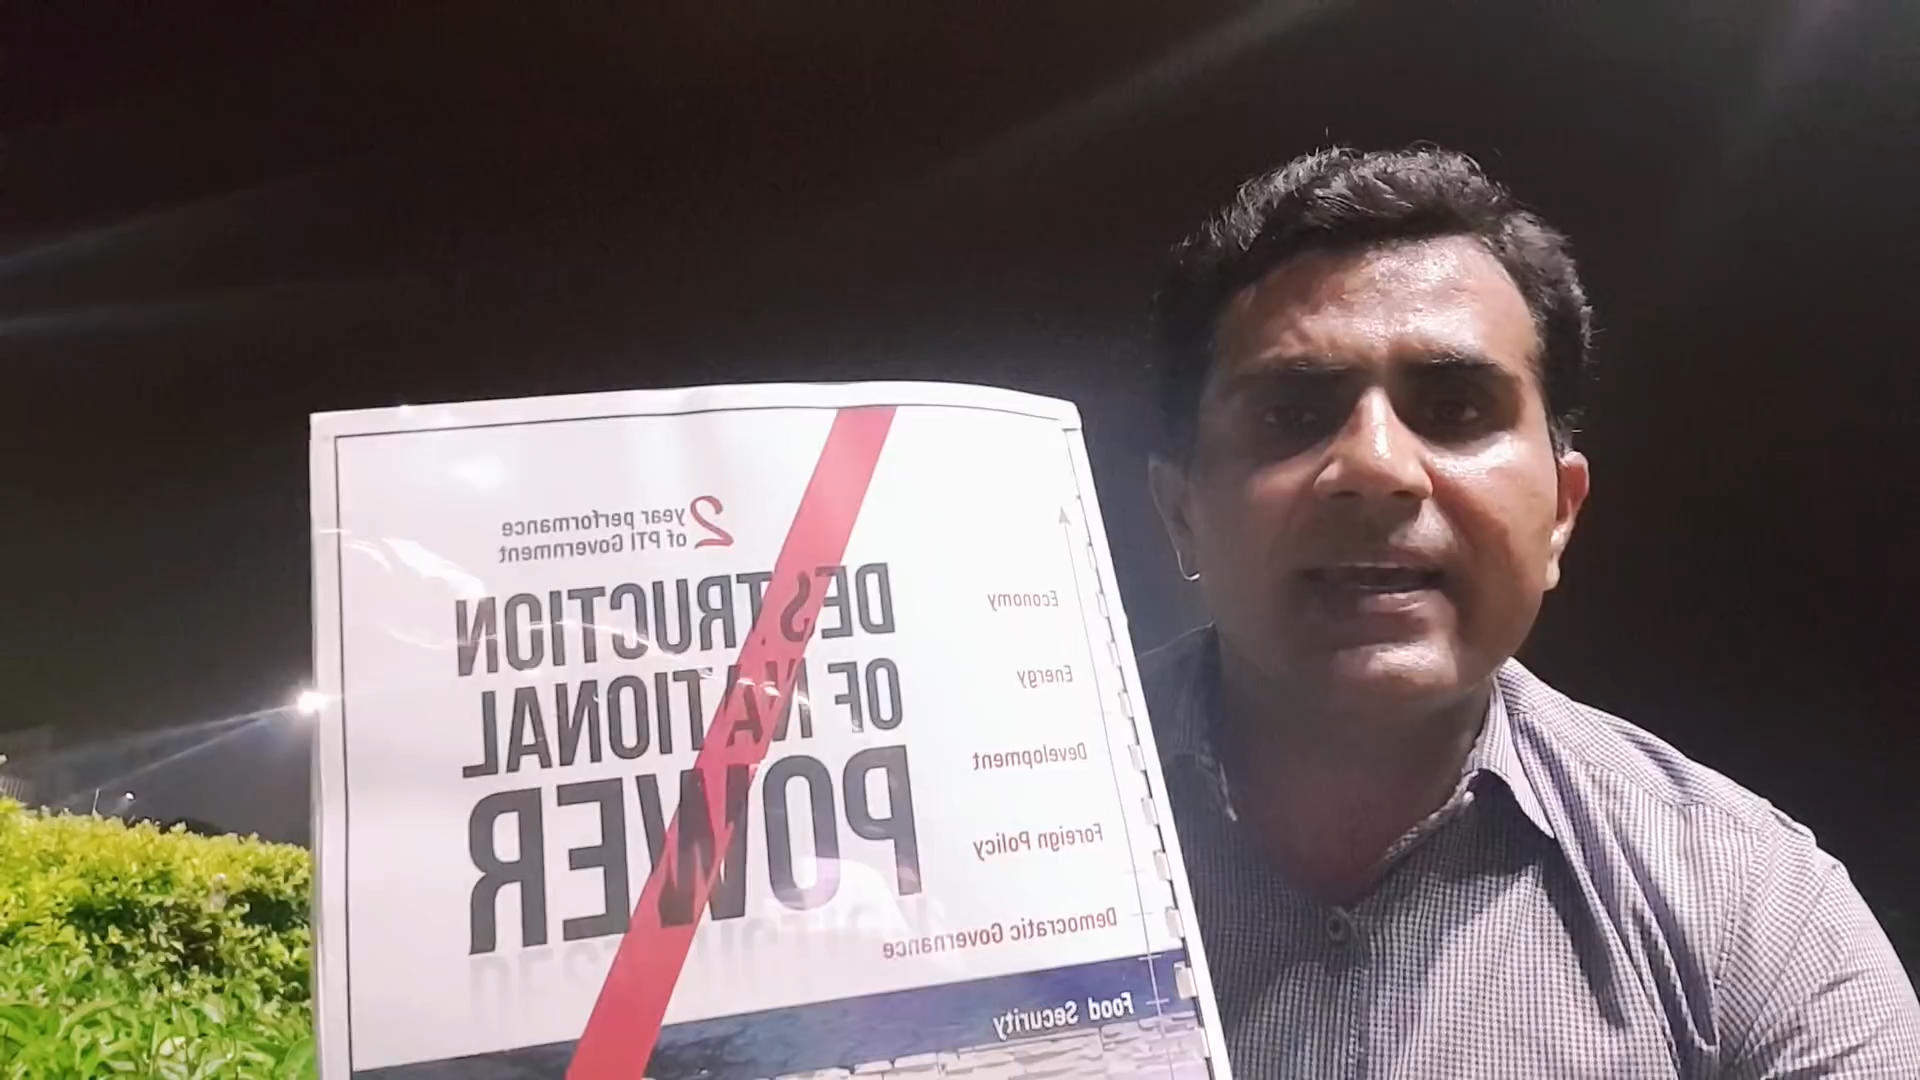 2 year performance
of PTI Government
DESTRUCTION
OF NATIONAL
POWER
Economy
Energy
Development
Foreign Policy
Democratic Governance
Food Security